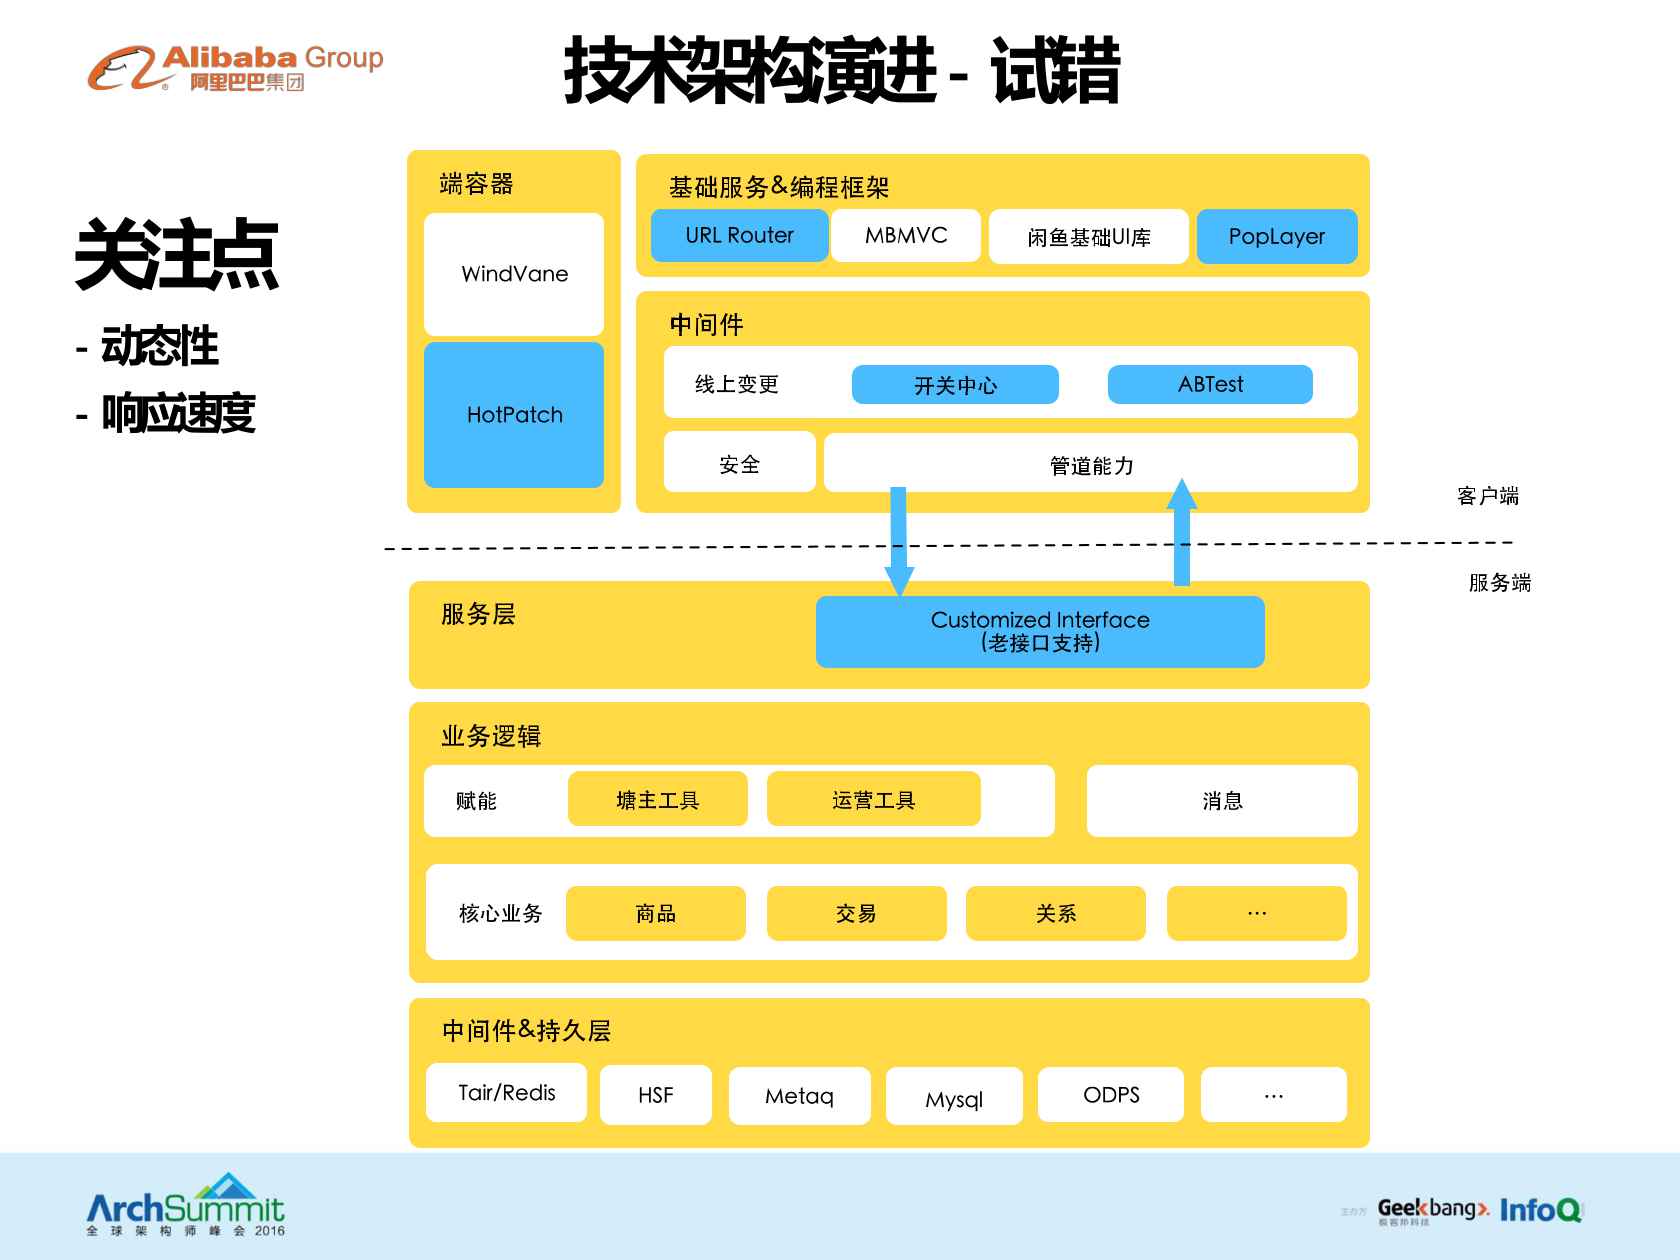 Alibaba Group
阿里巴巴集团
技术架构演进 - 试错
关注点
- 动态性
- 响应速度
端容器
WindVane
HotPatch
基础服务&编程框架
URL Router
MBMVC
闲鱼基础UI库
PopLayer
中间件
线上变更
开关中心
ABTest
安全
管道能力
客户端
服务端
服务层
Customized Interface
(老接口支持)
业务逻辑
赋能
塘主工具
运营工具
消息
核心业务
商品
交易
关系
...
中间件&持久层
Tair/Redis
HSF
Metaq
Mysql
ODPS
...
ArchSummit
全球架构师峰会 2016
主办方
Geekbang>.
极客邦科技
InfoQ